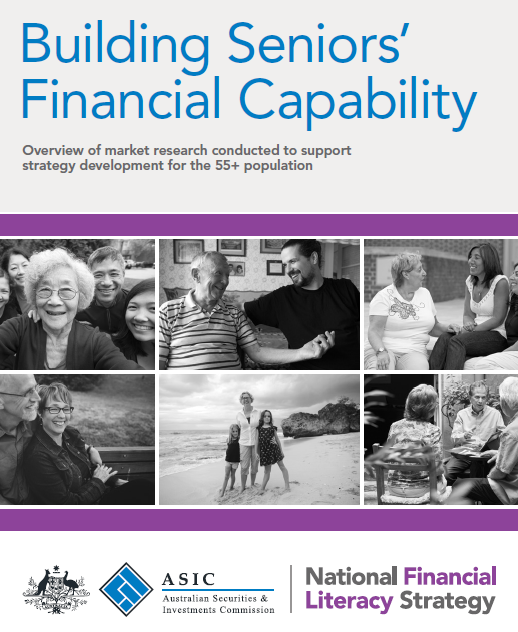 Building Seniors'
Financial Capability
Overview of market research conducted to support
strategy development for the 55+ population
ASIC
Australian Securities &
Investments Commission
National Financial
Literacy Strategy